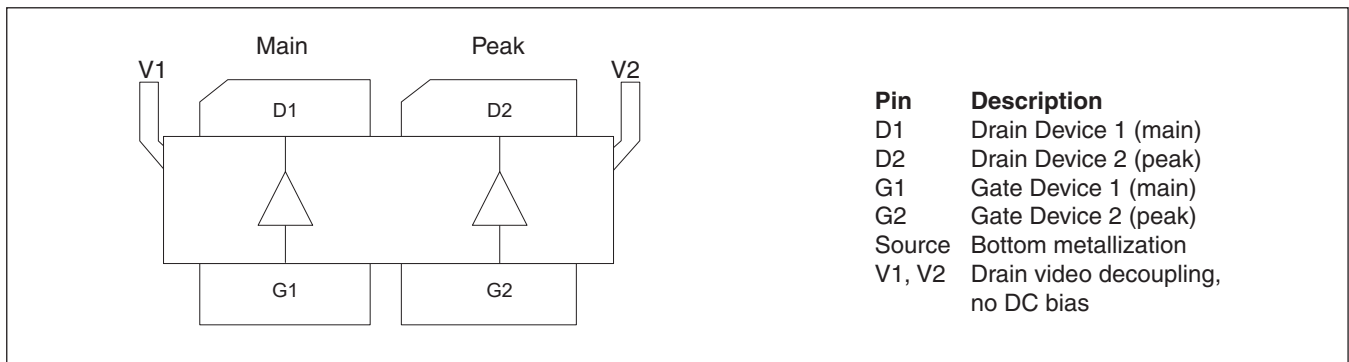 Main Peak
V1 V2
D1 D2
G1 G2
Pin Description
D1 Drain Device 1 (main)
D2 Drain Device 2 (peak)
G1 Gate Device 1 (main)
G2 Gate Device 2 (peak)
Source Bottom metallization
V1, V2 Drain video decoupling,
no DC bias